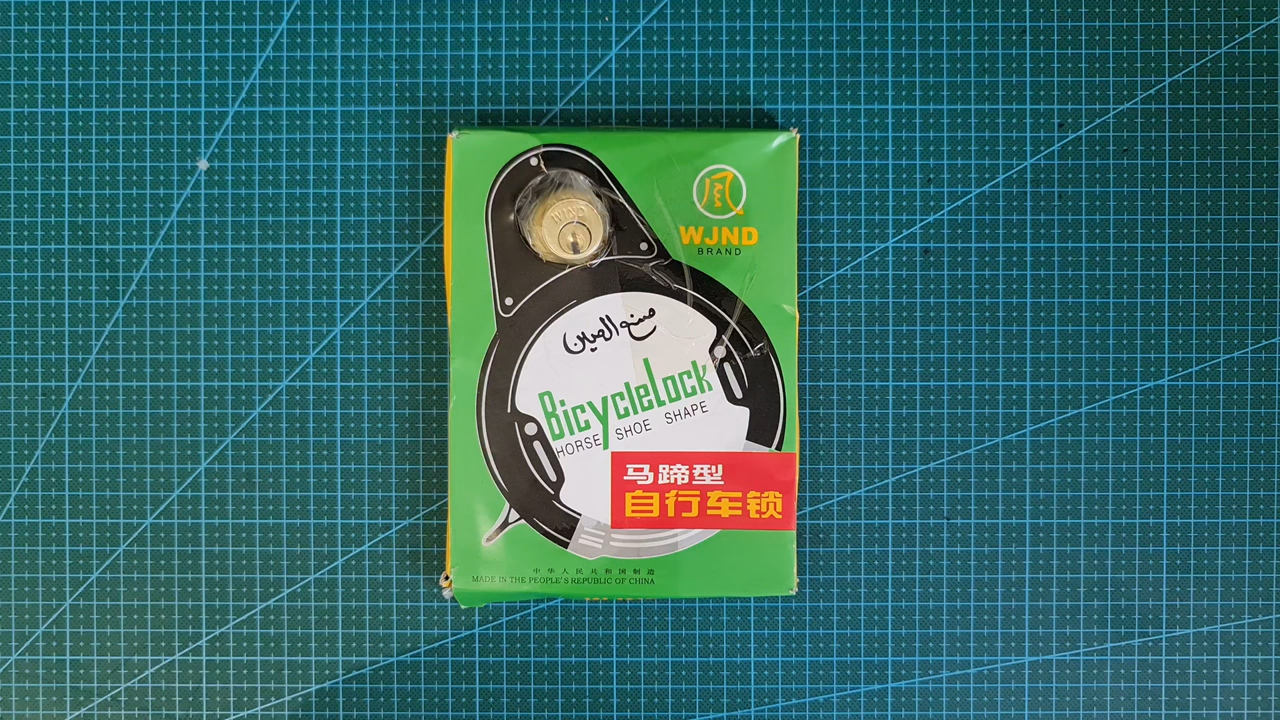 风
WJND
BRAND
WIND
صنع الصين
BicycleLock
HORSE SHOE SHAPE
马蹄型
自行车锁
中华人民共和国制造
MADE IN THE PEOPLE'S REPUBLIC OF CHINA